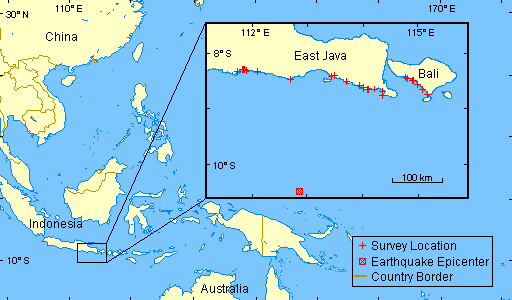 110°E
170°E
30°N
China
112°E
115°E
8°S
East Java
Bali
10°S
100 km
Indonesia
10°S
Australia
Survey Location
Earthquake Epicenter
Country Border